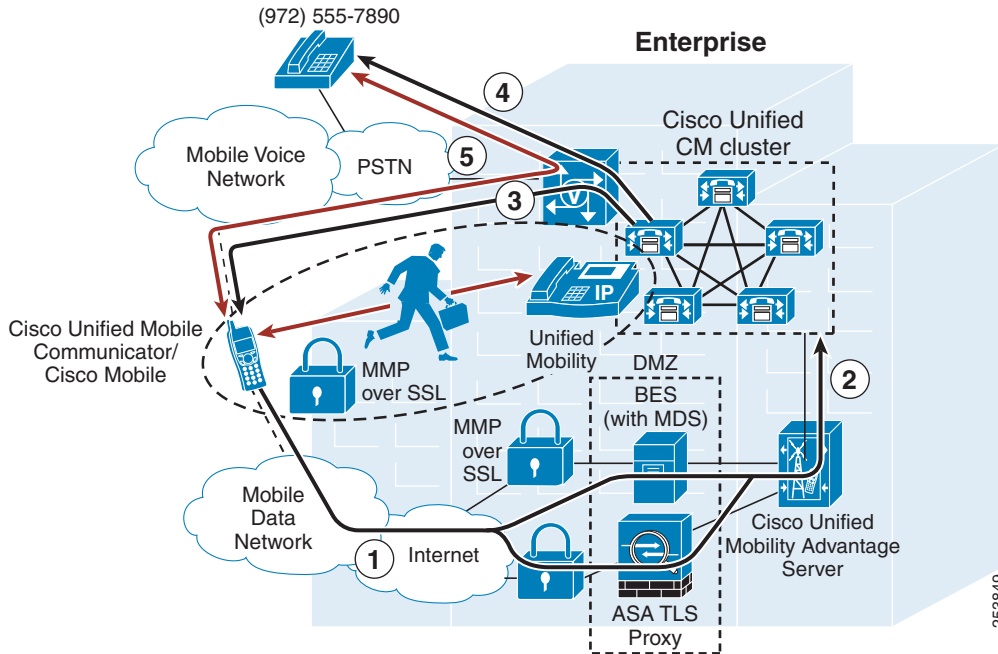 (972) 555-7890
Enterprise
4
Cisco Unified
CM cluster
Mobile Voice
Network
PSTN
5
V
3
IP
Cisco Unified Mobile
Communicator/
Cisco Mobile
MMP
over SSL
Unified
Mobility
DMZ
2
BES
(with MDS)
MMP
over
SSL
Mobile
Data
Network
1
Internet
Cisco Unified
Mobility Advantage
Server
ASA TLS
Proxy
253849